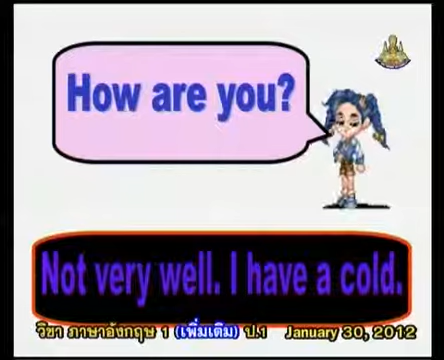 How are you?
Not very well. I have a cold.
วิชา ภาษาอังกฤษ 1 (เพิ่มเติม) ป.1 January 30, 2012